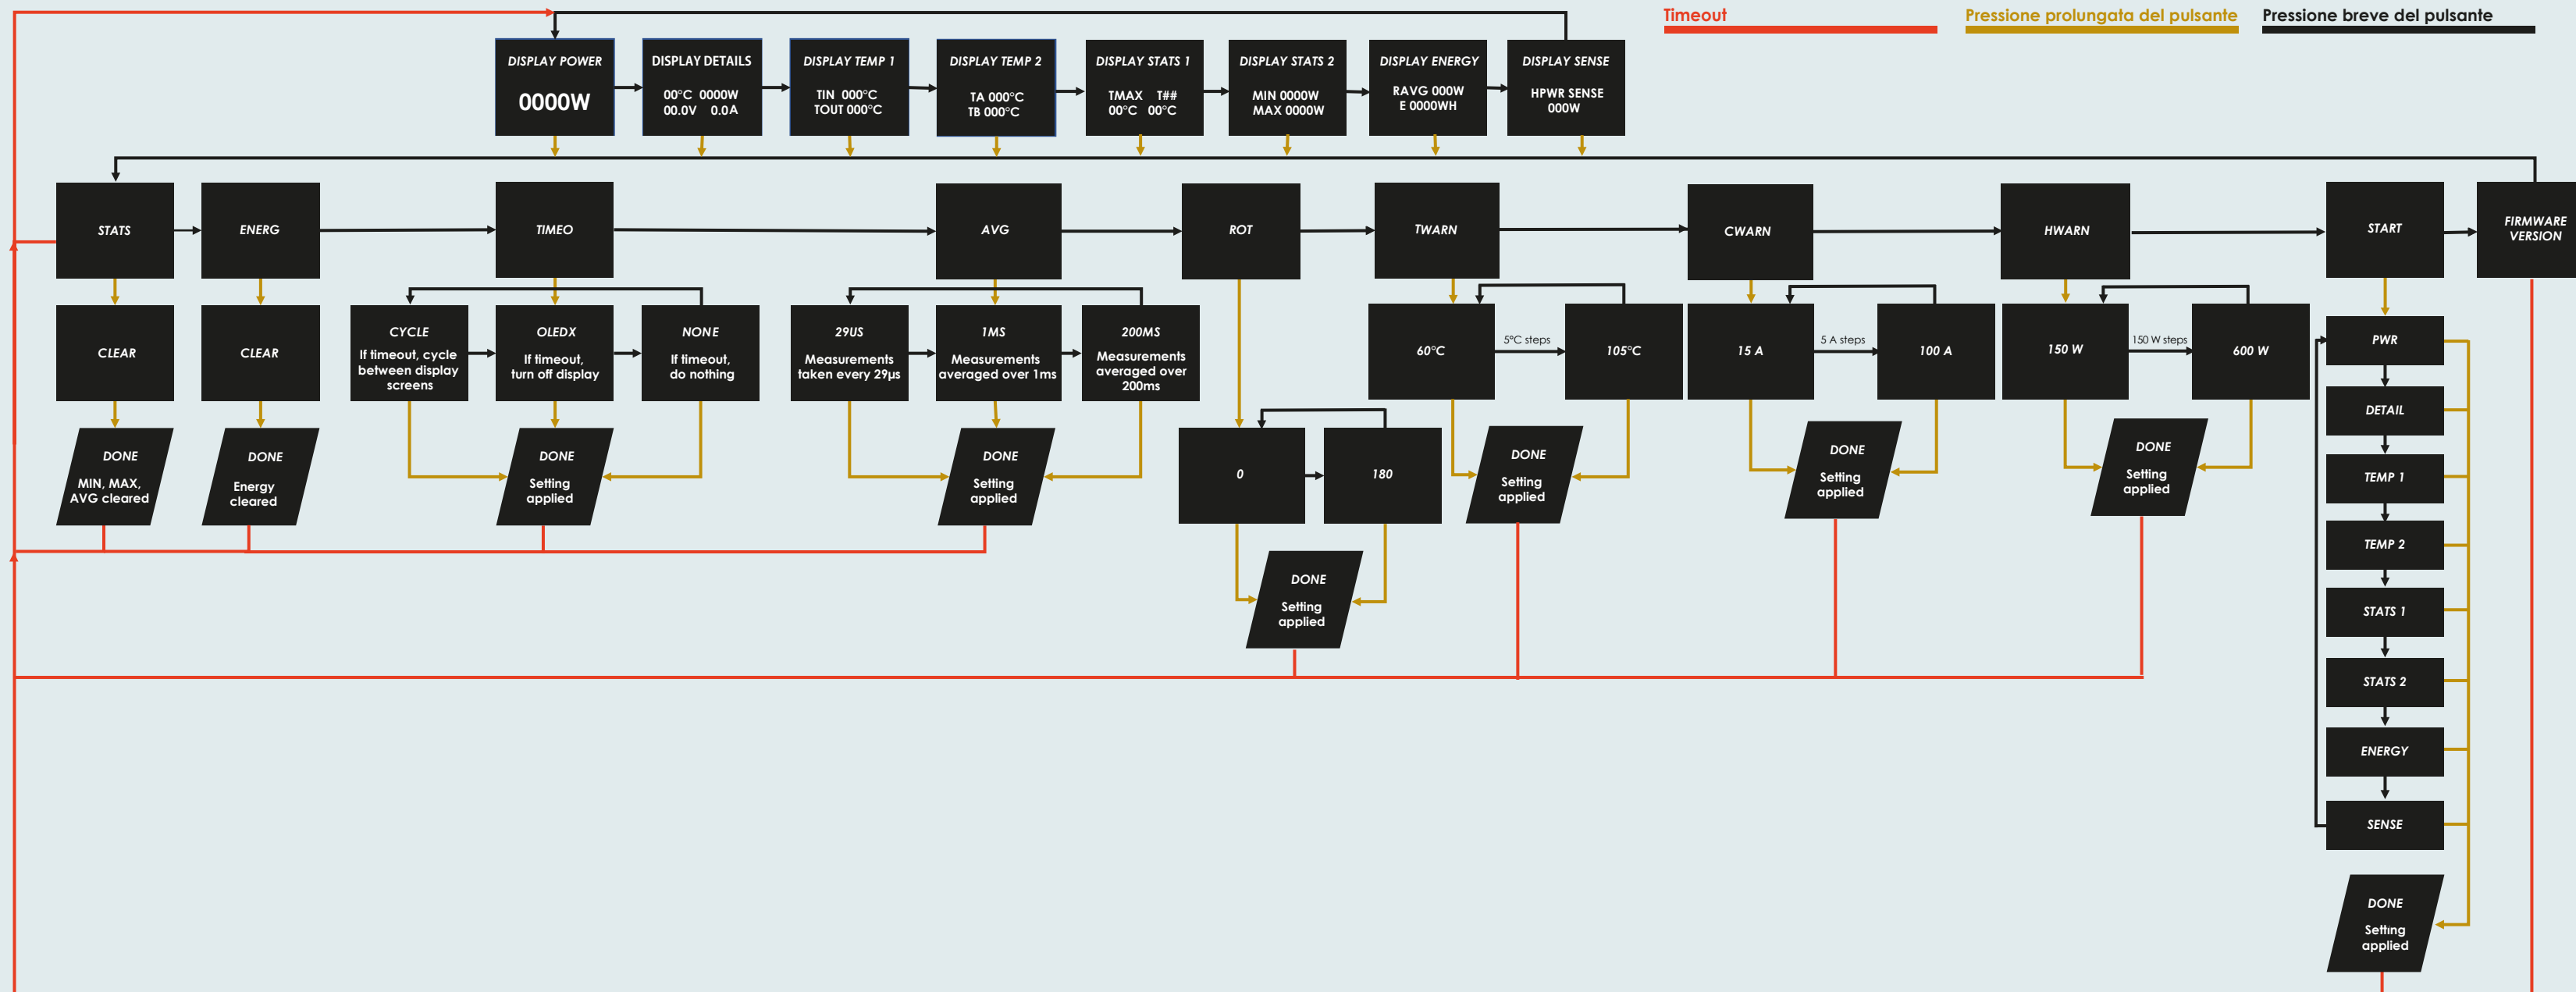 Timeout
Pressione prolungata del pulsante
Pressione breve del pulsante
DISPLAY POWER
0000W
DISPLAY DETAILS
00°C 0000W
00.0V 0.0A
DISPLAY TEMP 1
TIN 000°C
TOUT 000°C
DISPLAY TEMP 2
TA 000°C
TB 000°C
DISPLAY STATS 1
TMAX T##
00°C 00°C
DISPLAY STATS 2
MIN 0000W
MAX 0000W
DISPLAY ENERGY
RAVG 000W
E 0000WH
DISPLAY SENSE
HPWR SENSE
000W
STATS
ENERG
TIMEO
AVG
ROT
TWARN
CWARN
HWARN
START
FIRMWARE
VERSION
CLEAR
CLEAR
CYCLE
If timeout, cycle
between display
screens
OLEDX
If timeout,
turn off display
NONE
If timeout,
do nothing
29US
Measurements
taken every 29µs
1MS
Measurements
averaged over 1ms
200MS
Measurements
averaged over
200ms
60°C
5°C steps
105°C
15 A
5 A steps
100 A
150 W
150 W steps
600 W
DONE
MIN, MAX,
AVG cleared
DONE
Energy
cleared
DONE
Setting
applied
DONE
Setting
applied
0
180
DONE
Setting
applied
DONE
Setting
applied
DONE
Setting
applied
DONE
Setting
applied
PWR
DETAIL
TEMP 1
TEMP 2
STATS 1
STATS 2
ENERGY
SENSE
DONE
Setting
applied